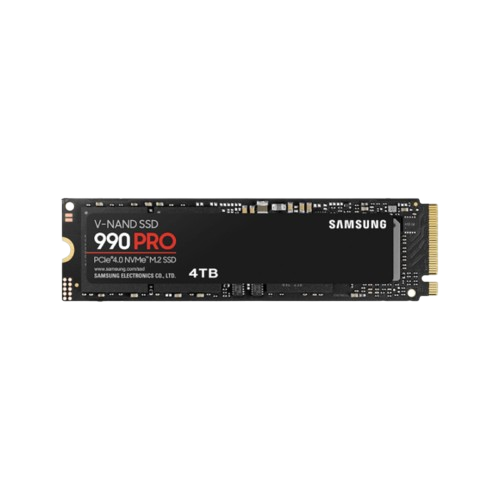 V-NAND SSD
990 PRO
PCIe® 4.0 NVMe™ M.2 SSD
www.samsung.com/ssd
SAMSUNG ELECTRONICS CO., LTD.
4TB
SAMSUNG